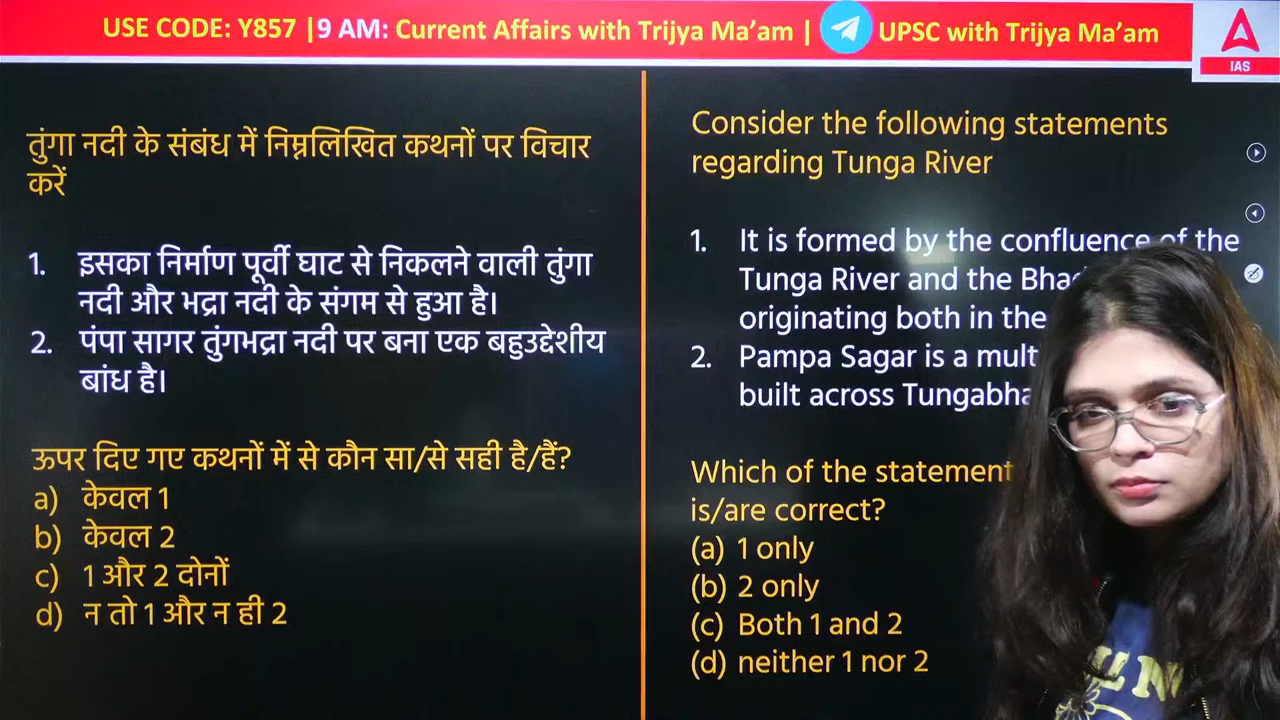 USE CODE: Y857 |9 AM: Current Affairs with Trijya Ma’am | UPSC with Trijya Ma’am
IAS
तुंगा नदी के संबंध में निम्नलिखित कथनों पर विचार
करें
1. इसका निर्माण पूर्वी घाट से निकलने वाली तुंगा
नदी और भद्रा नदी के संगम से हुआ है।
2. पंपा सागर तुंगभद्रा नदी पर बना एक बहुउद्देशीय
बांध है।
ऊपर दिए गए कथनों में से कौन सा/से सही है/हैं?
a) केवल 1
b) केवल 2
c) 1 और 2 दोनों
d) न तो 1 और न ही 2
Consider the following statements
regarding Tunga River
1. It is formed by the confluence of the
Tunga River and the
originating both in the
2. Pampa Sagar is a
built across
Which of the
is/are correct?
(a) 1 only
(b) 2 only
(c) Both 1 and 2
(d) neither 1 nor 2